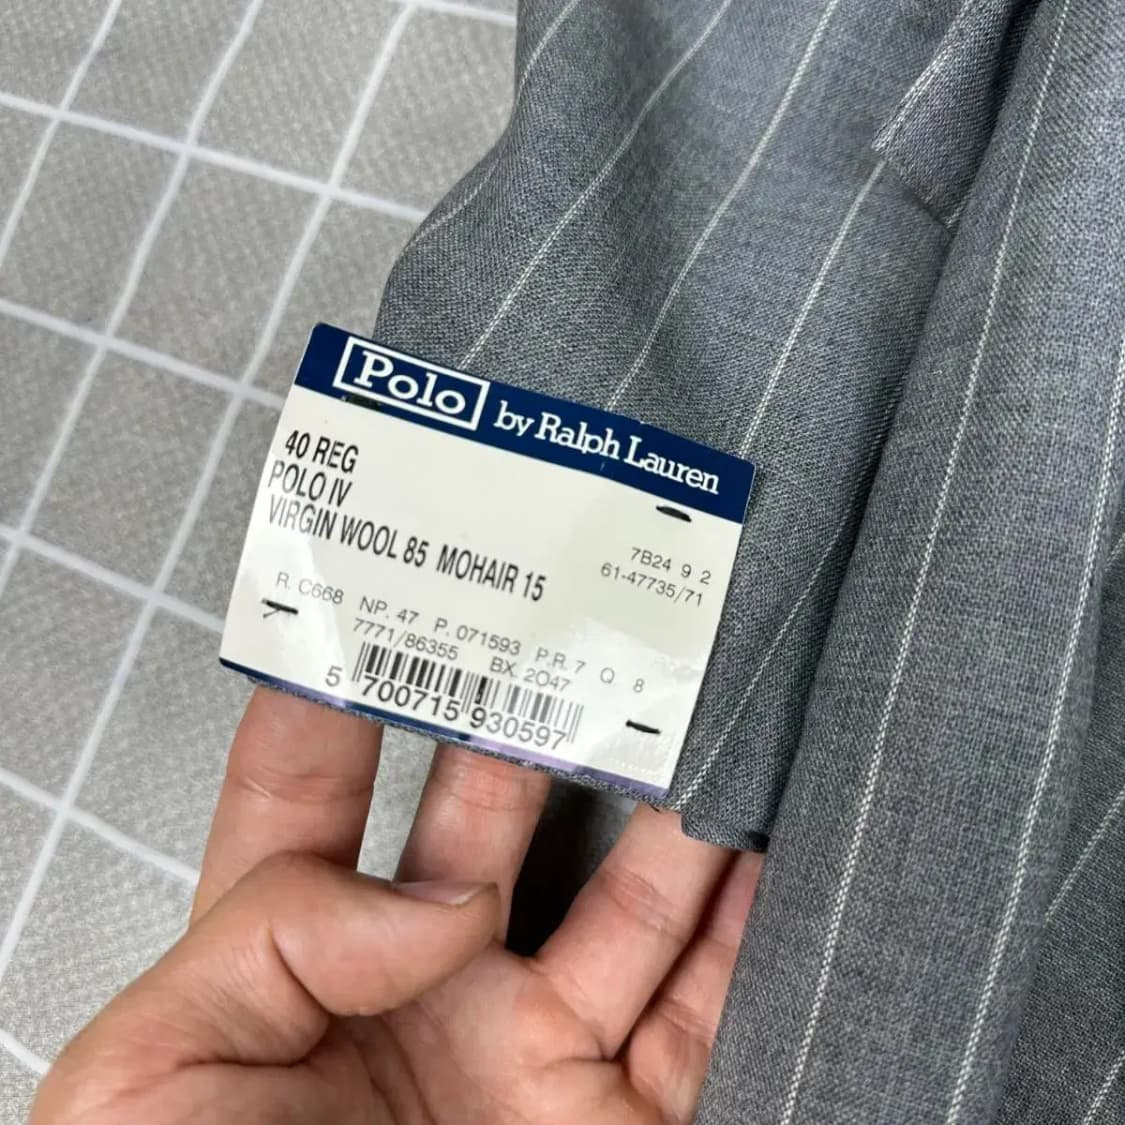 Polo by Ralph Lauren
40 REG
POLO IV
VIRGIN WOOL 85 MOHAIR 15
7B24 9 2
61-47735/71
R. C668 NP. 47 P. 071593 P.R. 7 Q. 8
7771/86355 BX. 2047
5 700715 930597